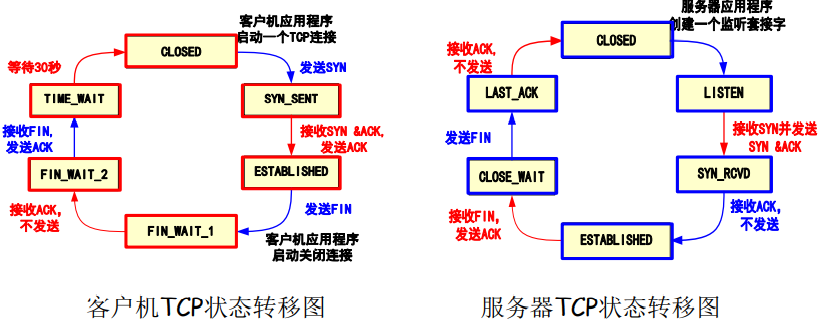 客户机应用程序
启动一个TCP连接
CLOSED
发送SYN
SYN_SENT
接收SYN &ACK,
发送ACK
ESTABLISHED
发送FIN
客户机应用程序
启动关闭连接
FIN_WAIT_1
接收ACK,
不发送
FIN_WAIT_2
接收FIN,
发送ACK
TIME_WAIT
等待30秒
客户机TCP状态转移图
服务器应用程序
创建一个监听套接字
CLOSED
LISTEN
接收SYN并发送
SYN &ACK
SYN_RCVD
接收ACK,
不发送
ESTABLISHED
接收FIN,
发送ACK
CLOSE_WAIT
发送FIN
LAST_ACK
接收ACK,
不发送
服务器TCP状态转移图